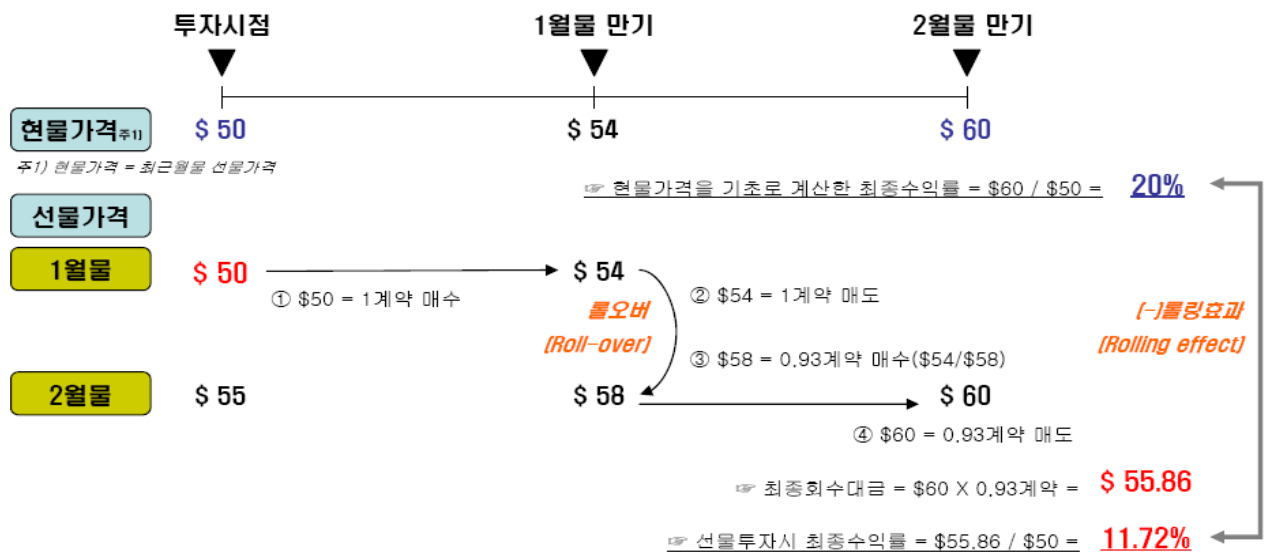 투자시점 1월물 만기 2월물 만기
현물가격주1) $ 50 $ 54 $ 60
주1) 현물가격 = 최근월물 선물가격
☞ 현물가격을 기초로 계산한 최종수익률 = $60 / $50 = 20%
선물가격
1월물 $ 50 $ 54
① $50 = 1계약 매수
② $54 = 1계약 매도
롤오버
(Roll-over)
(-)롤링효과
(Rolling effect)
③ $58 = 0.93계약 매수($54/$58)
2월물 $ 55 $ 58 $ 60
④ $60 = 0.93계약 매도
☞ 최종회수대금 = $60 X 0.93계약 = $ 55.86
☞ 선물투자시 최종수익률 = $55.86 / $50 = 11.72%